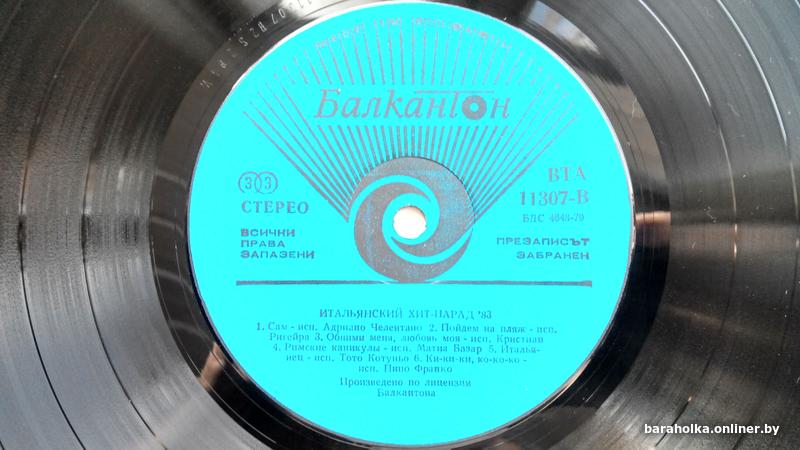 Балкантон
33
СТЕРЕО
ВТА
11307-В
БДС 4048-79
ВСИЧКИ
ПРАВА
ЗАПАЗЕНИ
ПРЕЗАПИСЪТ
ЗАБРАНЕН
ИТАЛЬЯНСКИЙ ХИТ-ПАРАД '83
1. Сам - исп. Адриано Челентано 2. Пойдем на пляж - исп.
Ригейра 3. Обними меня, любовь моя - исп. Кристиан
4. Римские каникулы - исп. Матиа Базар 5. Италья-
нец - исп. Тото Котуньо 6. Ки-ки-ки, ко-ко-ко -
исп. Пино Франко
Произведено по лицензии
Балкантона
baraholka.onliner.by